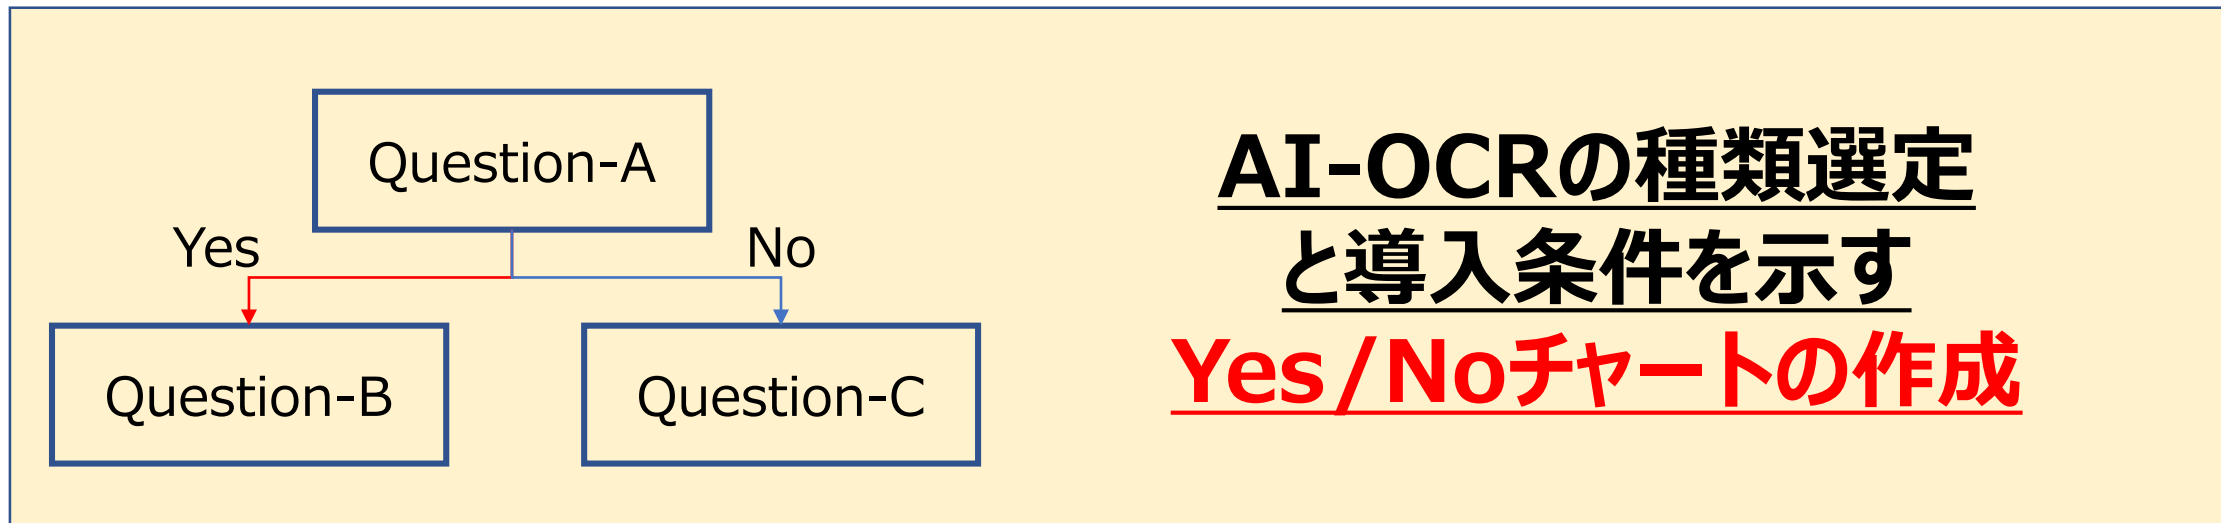 Question-A
Yes
No
Question-B
Question-C
AI-OCRの種類選定
と導入条件を示す
Yes/Noチャートの作成